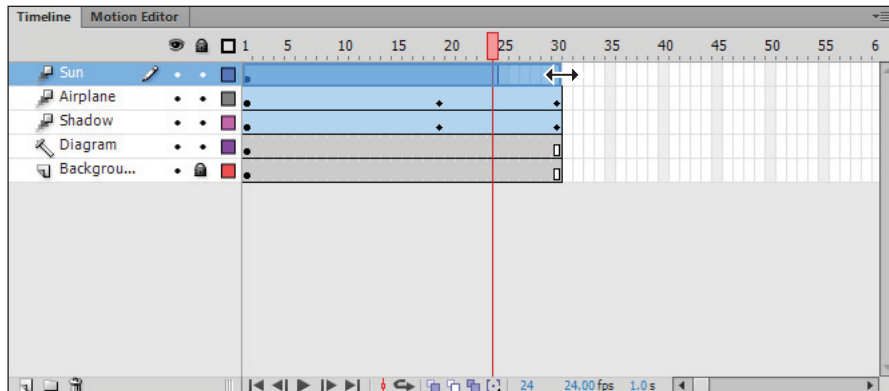 Timeline Motion Editor
1 5 10 15 20 25 30 35 40 45 50 55 6
Sun
Airplane
Shadow
Diagram
Backgrou...
24 24.00 fps 1.0 s